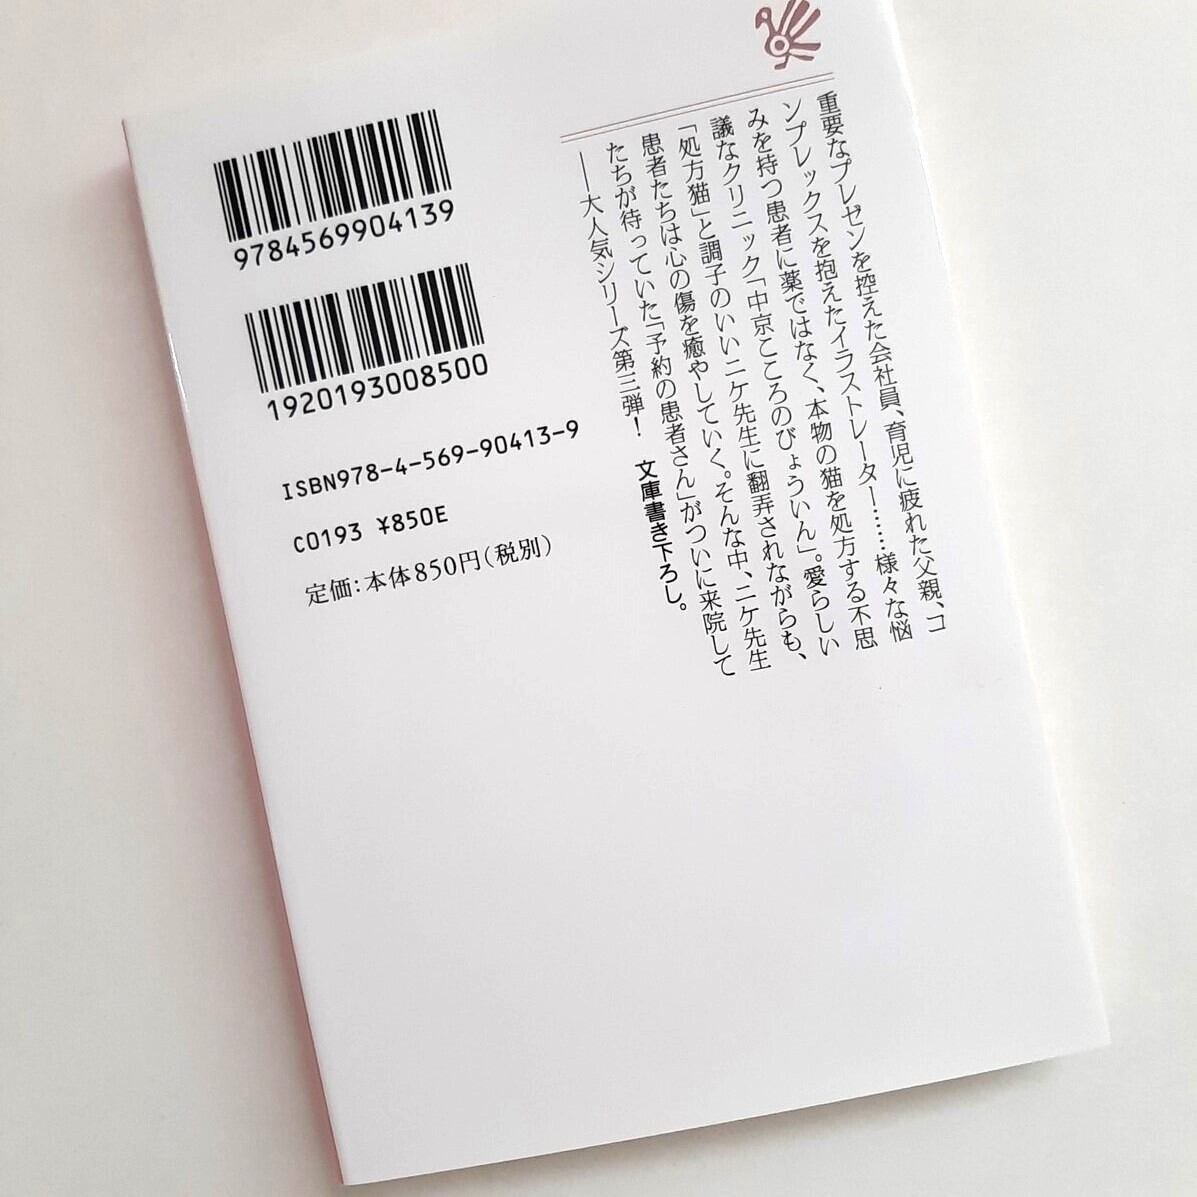 9784569904139
1920193008500
ISBN978-4-569-90413-9
C0193 ¥850E
定価：本体850円（税別）
重要なプレゼンを控えた会社員、育児に疲れた父親、コ
ンプレックスを抱えたイラストレーター……様々な悩
みを持つ患者に薬ではなく、本物の猫を処方する不思
議なクリニック「中京こころのびょういん」。愛らしい
「処方猫」と調子のいいニケ先生に翻弄されながらも、
患者たちは心の傷を癒やしていく。そんな中、ニケ先生
たちが待っていた「予約の患者さん」がついに来院して
――大人気シリーズ第三弾！　文庫書き下ろし。